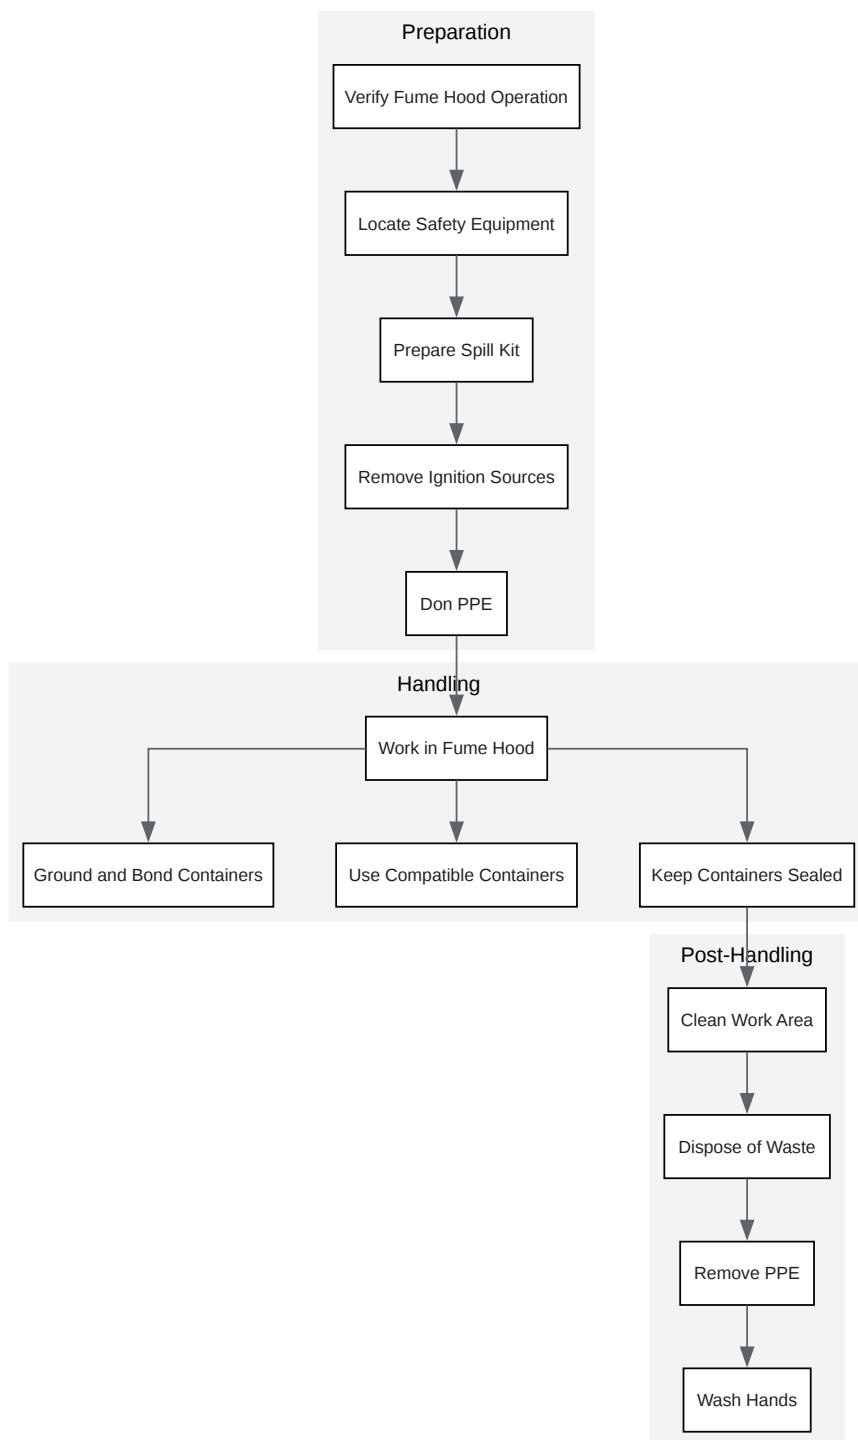 Preparation
Verify Fume Hood Operation
Locate Safety Equipment
Prepare Spill Kit
Remove Ignition Sources
Don PPE
Handling
Work in Fume Hood
Ground and Bond Containers
Use Compatible Containers
Keep Containers Sealed
Post-Handling
Clean Work Area
Dispose of Waste
Remove PPE
Wash Hands